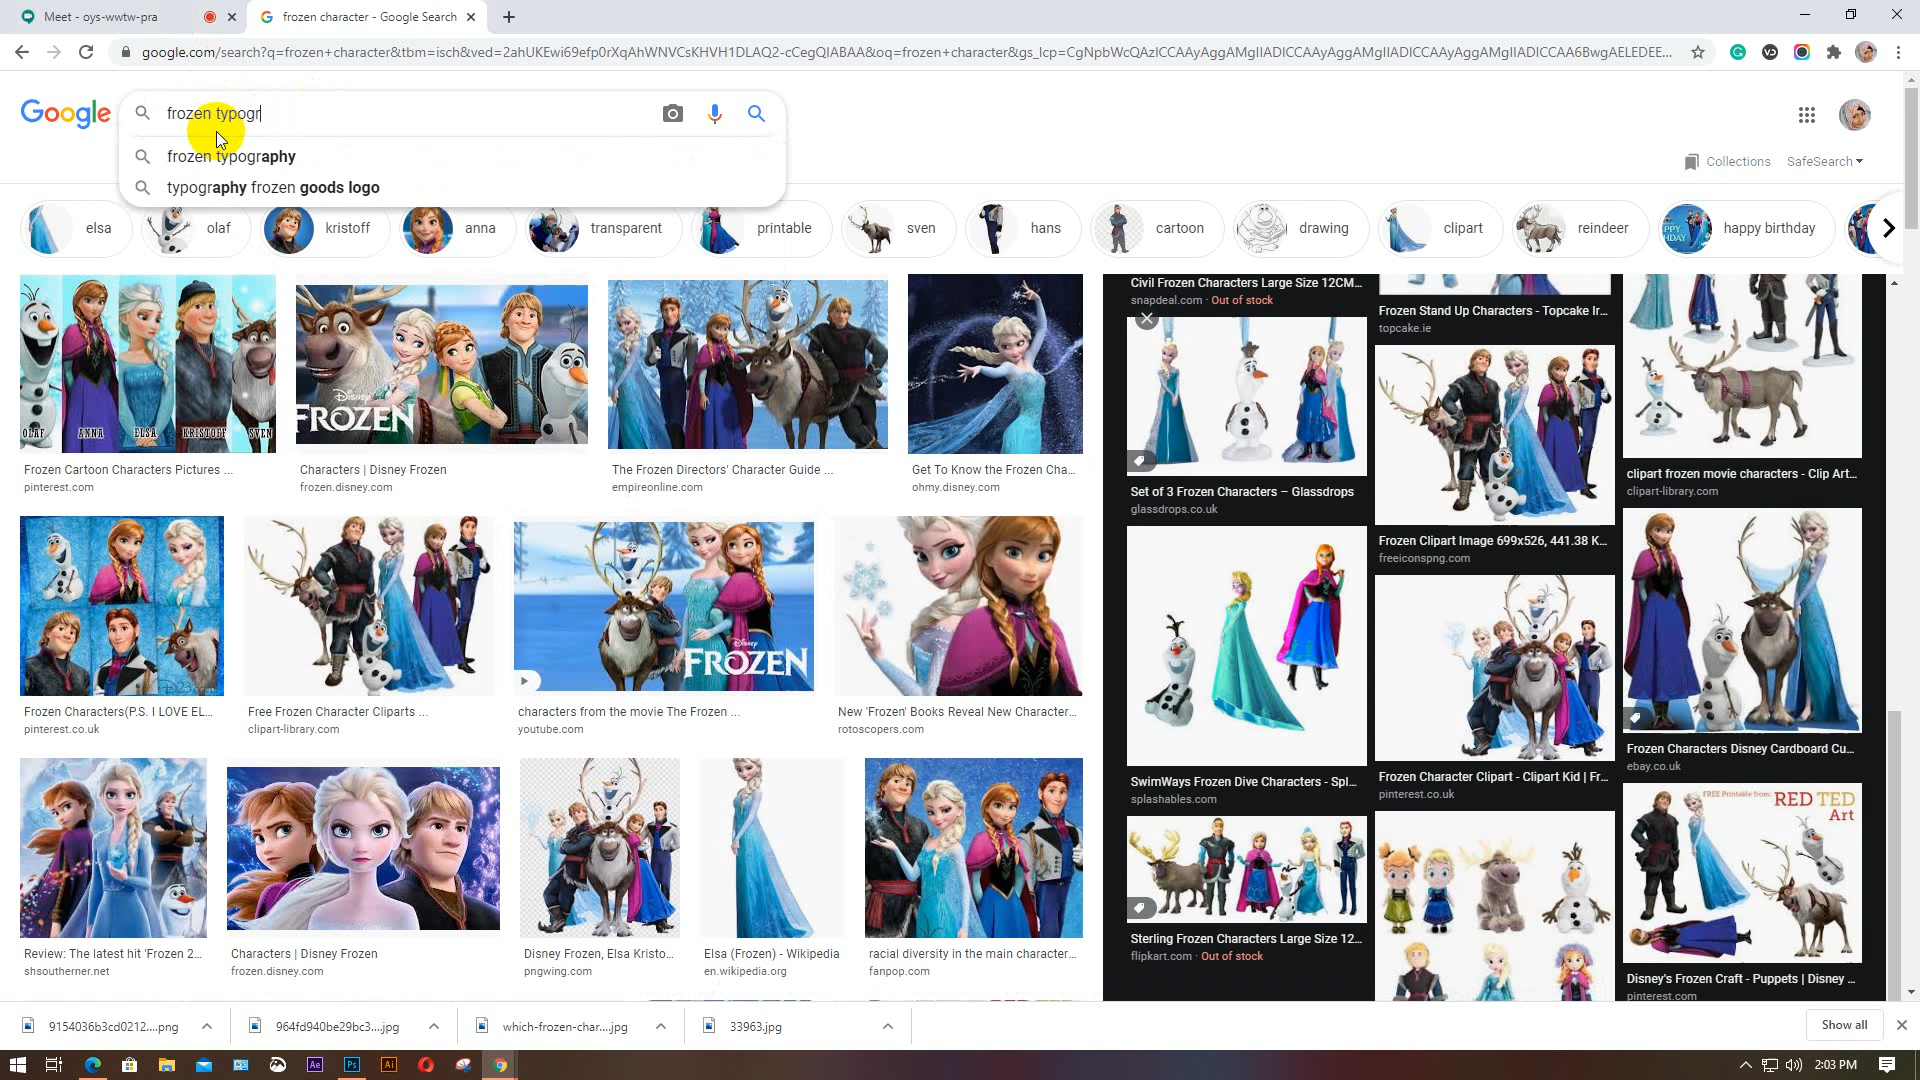 Meet - oys-wwtw-pra
frozen character - Google Search
google.com/search?q=frozen+character&tbm=isch&ved=2ahUKEwi69efp0rXqAhWNVCsKHVH1DLAQ2-cCegQIABAA&oq=frozen+character&gs_lcp=CgNpbWcQAzICCAAyAggAMgIIADICCAAyAggAMgIIADICCAAyAggAMgIIADICCAA6BwgAELEDEE...
Google
frozen typogr
frozen typography
typography frozen goods logo
Collections
SafeSearch
elsa
olaf
kristoff
anna
transparent
printable
sven
hans
cartoon
drawing
clipart
reindeer
happy birthday
OLAF ANNA ELSA KRISTOFF SVEN
Frozen Cartoon Characters Pictures ...
pinterest.com
Disney
FROZEN
Characters | Disney Frozen
frozen.disney.com
The Frozen Directors' Character Guide ...
empireonline.com
Get To Know the Frozen Cha...
ohmy.disney.com
Frozen Characters(P.S. I LOVE EL...
pinterest.co.uk
Free Frozen Character Cliparts ...
clipart-library.com
Disney
FROZEN
characters from the movie The Frozen ...
youtube.com
New 'Frozen' Books Reveal New Character...
rotoscopers.com
Review: The latest hit 'Frozen 2...
shsoutherner.net
Characters | Disney Frozen
frozen.disney.com
Disney Frozen, Elsa Kristo...
pngwing.com
Elsa (Frozen) - Wikipedia
en.wikipedia.org
racial diversity in the main character...
fanpop.com
Civil Frozen Characters Large Size 12CM...
snapdeal.com · Out of stock
Set of 3 Frozen Characters – Glassdrops
glassdrops.co.uk
SwimWays Frozen Dive Characters - Spl...
splashables.com
Sterling Frozen Characters Large Size 12...
flipkart.com · Out of stock
Frozen Stand Up Characters - Topcake Ir...
topcake.ie
Frozen Clipart Image 699x526, 441.38 K...
freeiconspng.com
Frozen Character Clipart - Clipart Kid | Fr...
pinterest.co.uk
clipart frozen movie characters - Clip Art...
clipart-library.com
Frozen Characters Disney Cardboard Cu...
ebay.co.uk
FREE Printable from: RED TED
Art
Disney's Frozen Craft - Puppets | Disney ...
pinterest.com
9154036b3cd0212....png
964fd940be29bc3....jpg
which-frozen-char....jpg
33963.jpg
Show all
Ae
Ps
Ai
2:03 PM